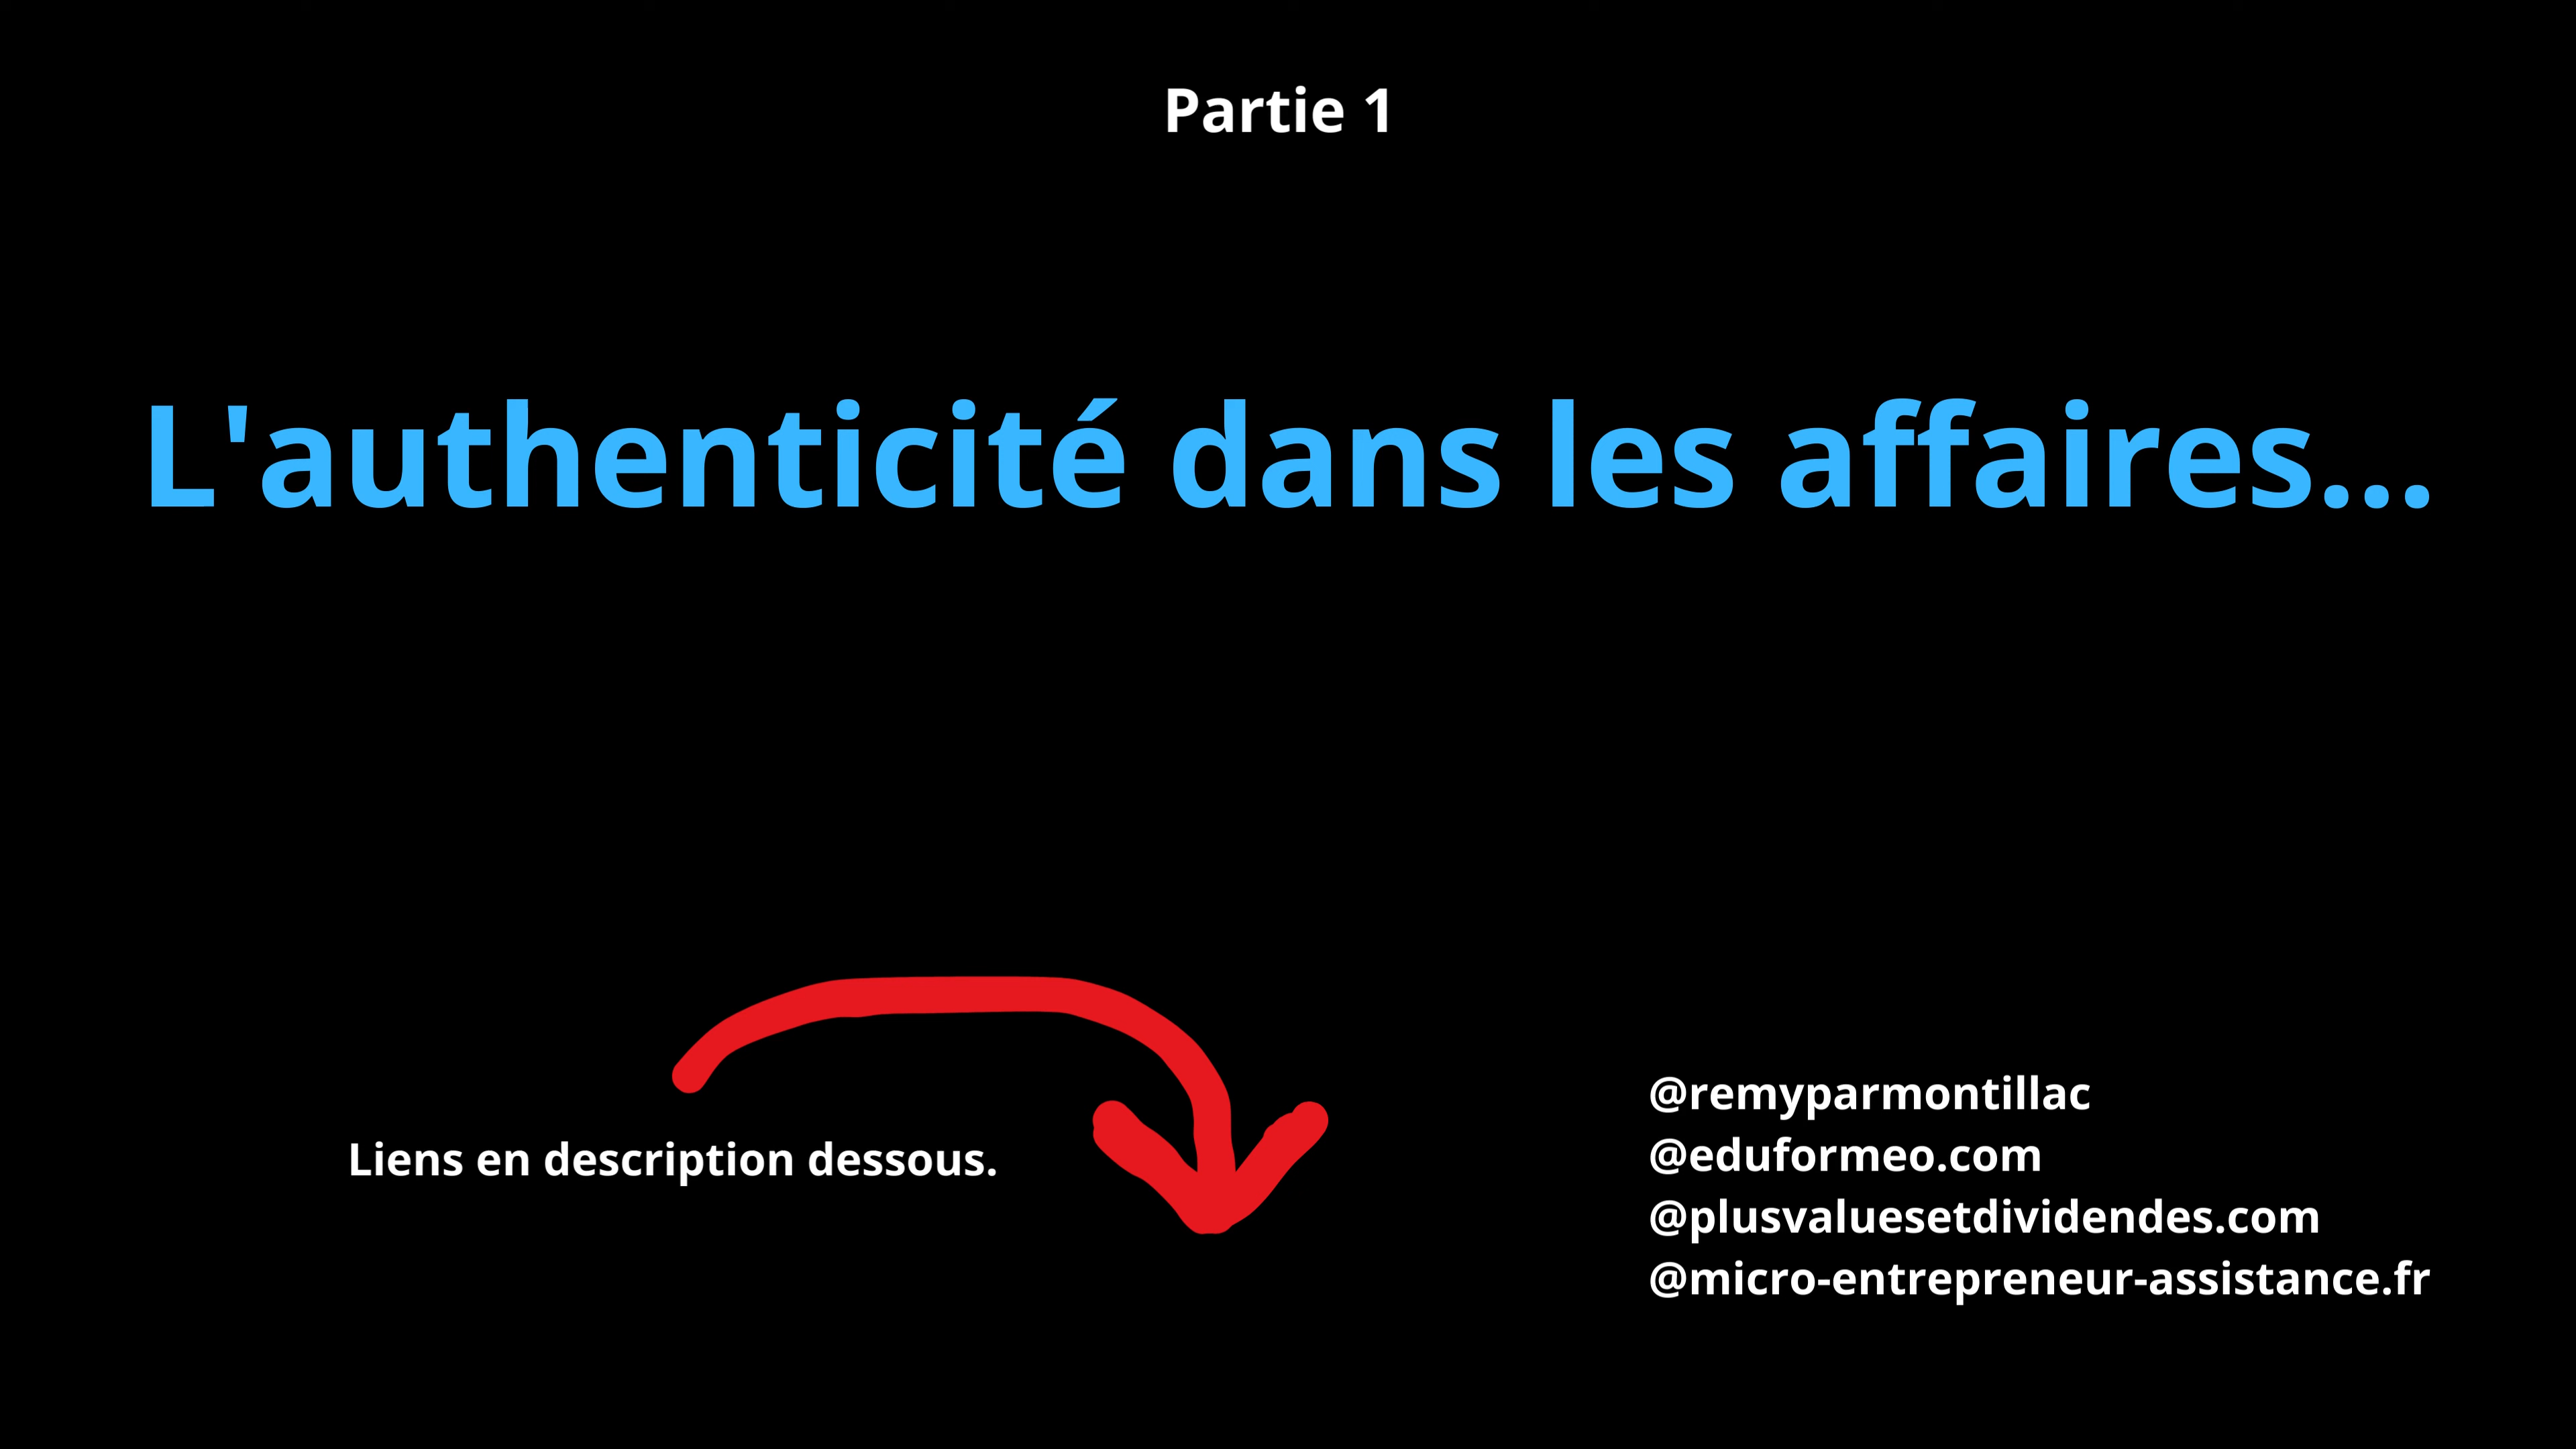 Partie 1
L'authenticité dans les affaires...
Liens en description dessous.
@remyparmontillac
@eduformeo.com
@plusvaluesetdividendes.com
@micro-entrepreneur-assistance.fr